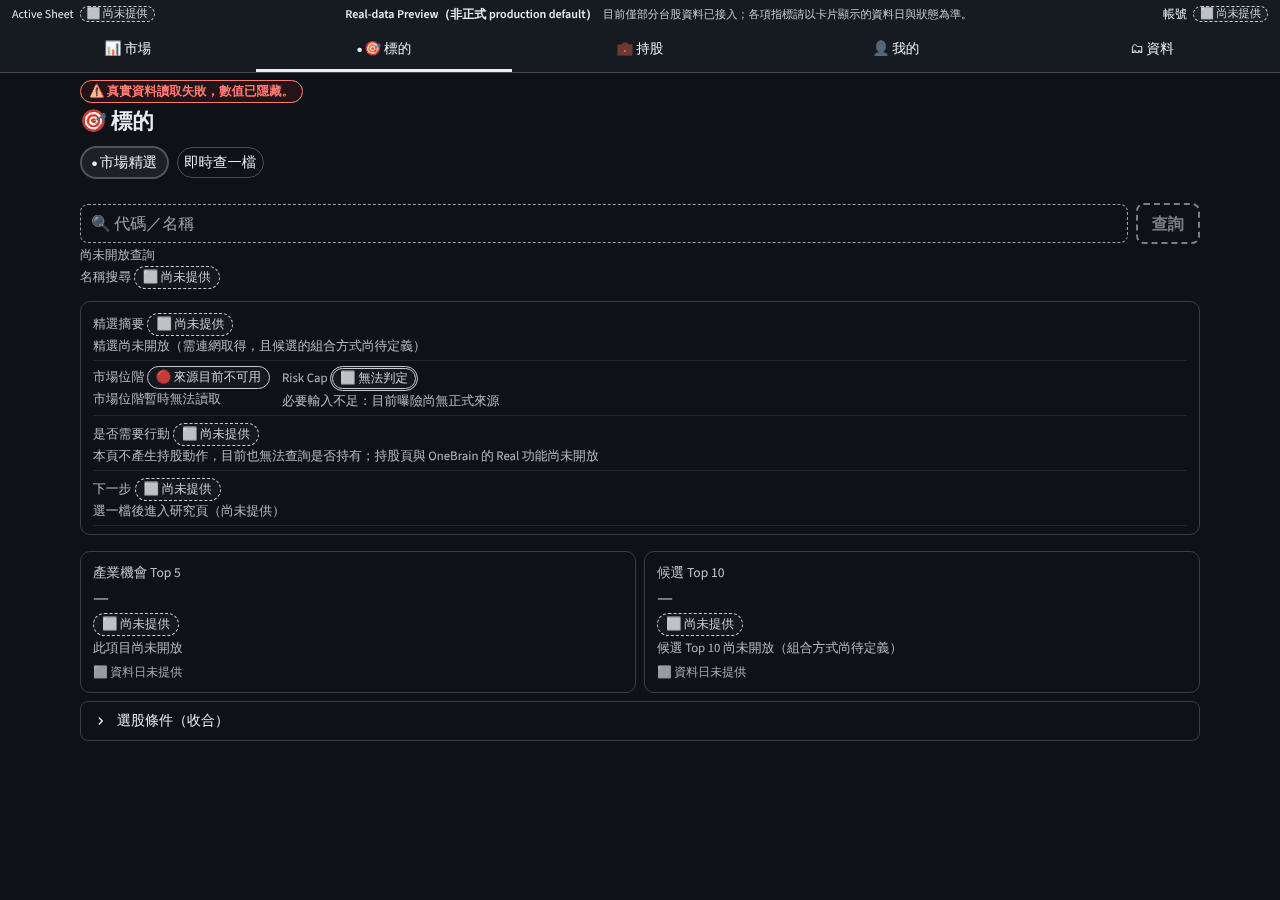 Active Sheet 尚未提供 Real-data Preview（非正式 production default） 目前僅部分台股資料已接入；各項指標請以卡片顯示的資料日與狀態為準。 帳號 尚未提供
📊 市場 • 🎯 標的 💼 持股 👤 我的 🗂 資料
⚠️ 真實資料讀取失敗，數值已隱藏。
🎯 標的
• 市場精選 即時查一檔
🔍 代碼／名稱 查詢
尚未開放查詢
名稱搜尋 ⬜ 尚未提供
精選摘要 ⬜ 尚未提供
精選尚未開放（需連網取得，且候選的組合方式尚待定義）
市場位階 🔴 來源目前不可用 Risk Cap ⬜ 無法判定
市場位階暫時無法讀取 必要輸入不足：目前曝險尚無正式來源
是否需要行動 ⬜ 尚未提供
本頁不產生持股動作，目前也無法查詢是否持有；持股頁與 OneBrain 的 Real 功能尚未開放
下一步 ⬜ 尚未提供
選一檔後進入研究頁（尚未提供）
產業機會 Top 5 候選 Top 10
— —
⬜ 尚未提供 ⬜ 尚未提供
此項目尚未開放 候選 Top 10 尚未開放（組合方式尚待定義）
⬜ 資料日未提供 ⬜ 資料日未提供
› 選股條件（收合）